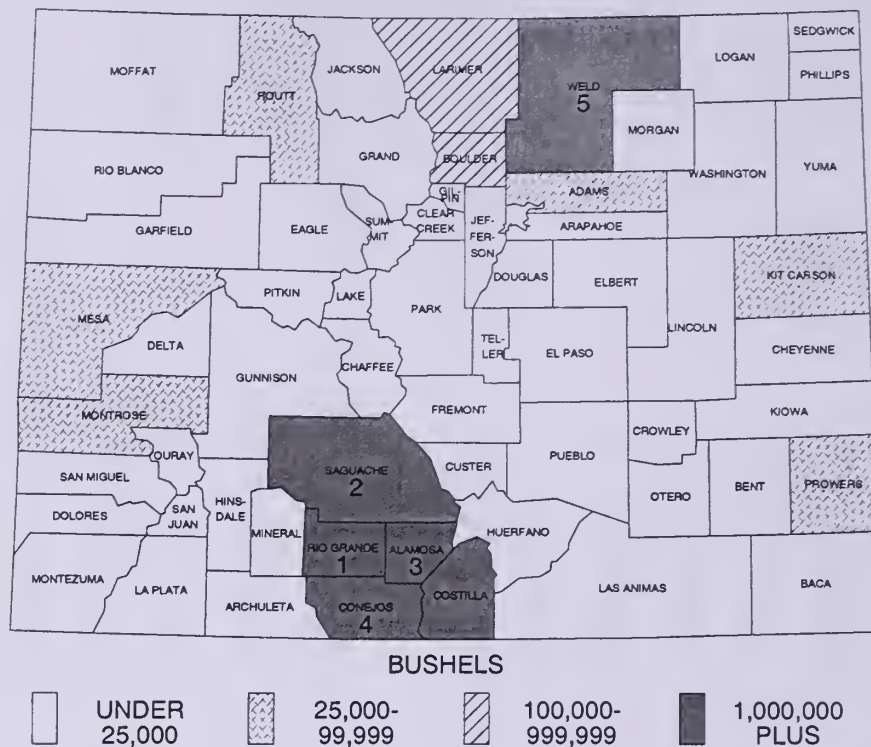 MOFFAT
ROUTT
JACKSON
LARIMER
WELD
5
LOGAN
SEDGWICK
PHILLIPS
MORGAN
RIO BLANCO
GRAND
BOULDER
WASHINGTON
YUMA
GIL-
PIN
ADAMS
GARFIELD
EAGLE
SUM-
MIT
CLEAR
CREEK
JEF-
FER-
SON
ARAPAHOE
MESA
PITKIN
LAKE
PARK
DOUGLAS
ELBERT
KIT CARSON
LINCOLN
DELTA
GUNNISON
CHAFFEE
TEL-
LER
EL PASO
CHEYENNE
MONTROSE
FREMONT
CROWLEY
KIOWA
OURAY
SAGUACHE
2
CUSTER
PUEBLO
SAN MIGUEL
HINS-
DALE
OTERO
BENT
PROWERS
DOLORES
SAN
JUAN
MINERAL
RIO GRANDE
1
ALAMOSA
3
HUERFANO
MONTEZUMA
LA PLATA
ARCHULETA
CONEJOS
4
COSTILLA
LAS ANIMAS
BACA
BUSHELS
UNDER
25,000
25,000-
99,999
100,000-
999,999
1,000,000
PLUS